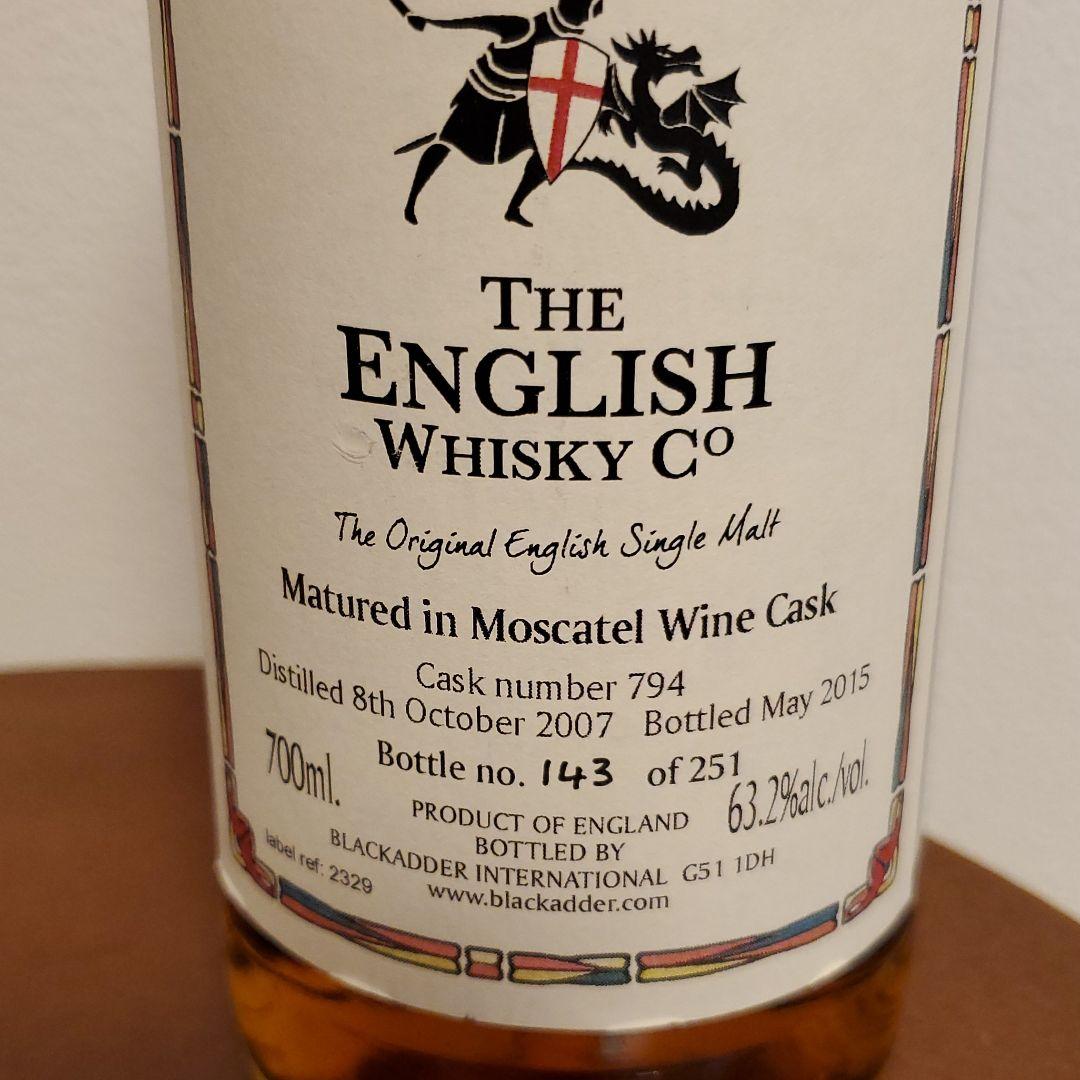 THE
ENGLISH
WHISKY CO
The Original English Single Malt
Matured in Moscatel Wine Cask
Cask number 794
Distilled 8th October 2007 Bottled May 2015
700ml. Bottle no. 143 of 251 63.2%alc./vol.
PRODUCT OF ENGLAND
BOTTLED BY
BLACKADDER INTERNATIONAL G51 1DH
label ref: 2329
www.blackadder.com